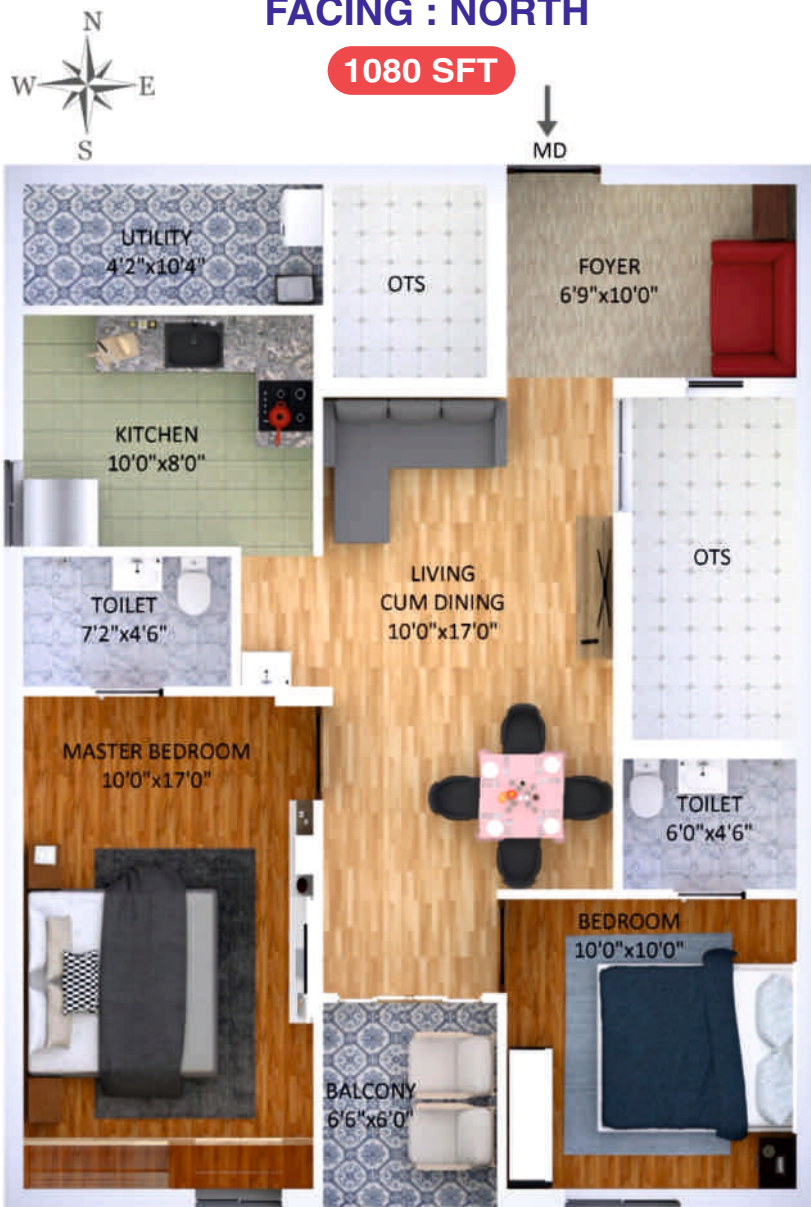 FACING : NORTH
1080 SFT
N
W
E
S
MD
UTILITY
4'2"x10'4"
OTS
FOYER
6'9"x10'0"
KITCHEN
10'0"x8'0"
LIVING
CUM DINING
10'0"x17'0"
OTS
TOILET
7'2"x4'6"
MASTER BEDROOM
10'0"x17'0"
TOILET
6'0"x4'6"
BEDROOM
10'0"x10'0"
BALCONY
6'6"x6'0"